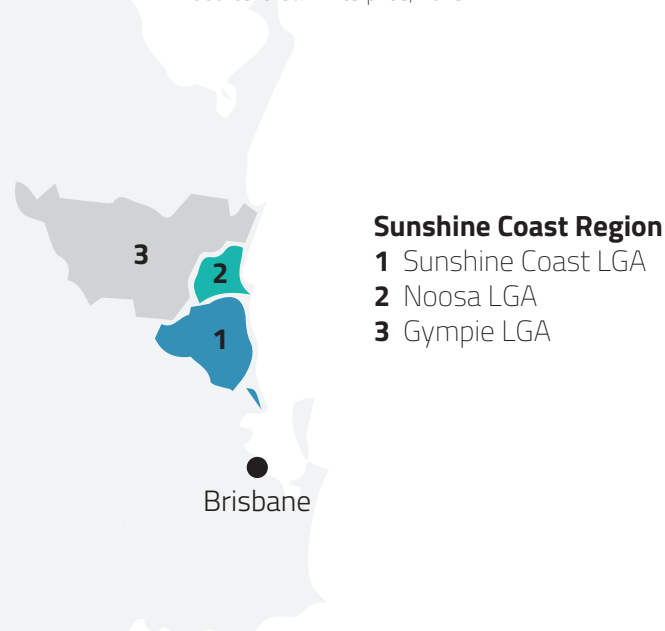 3
2
1
Brisbane
Sunshine Coast Region
1 Sunshine Coast LGA
2 Noosa LGA
3 Gympie LGA